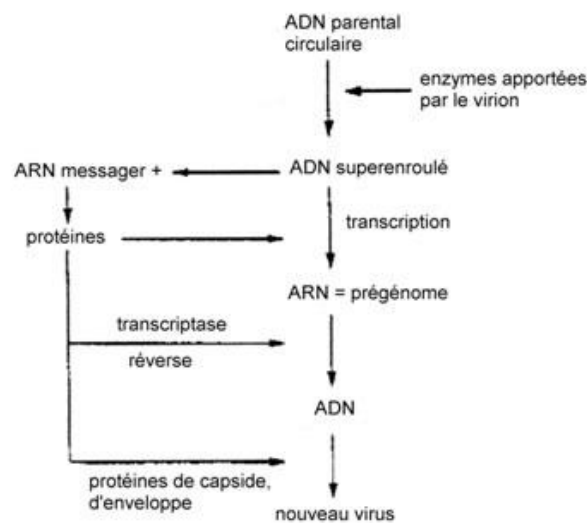 ADN parental
circulaire
enzymes apportées
par le virion
ARN messager +
ADN superenroulé
transcription
protéines
ARN = prégénome
transcriptase
réverse
ADN
protéines de capside,
d'enveloppe
nouveau virus